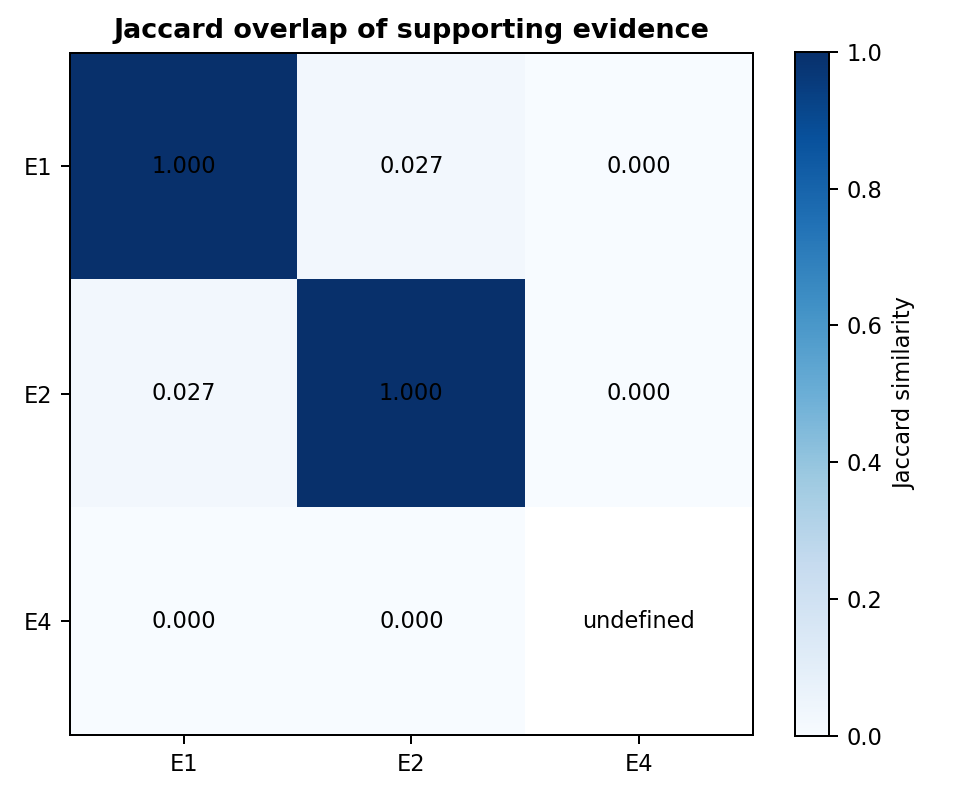 Jaccard overlap of supporting evidence
1.0
E1 1.000 0.027 0.000
0.8
0.6
E2 0.027 1.000 0.000
Jaccard similarity
0.4
0.2
E4 0.000 0.000 undefined
0.0
E1 E2 E4